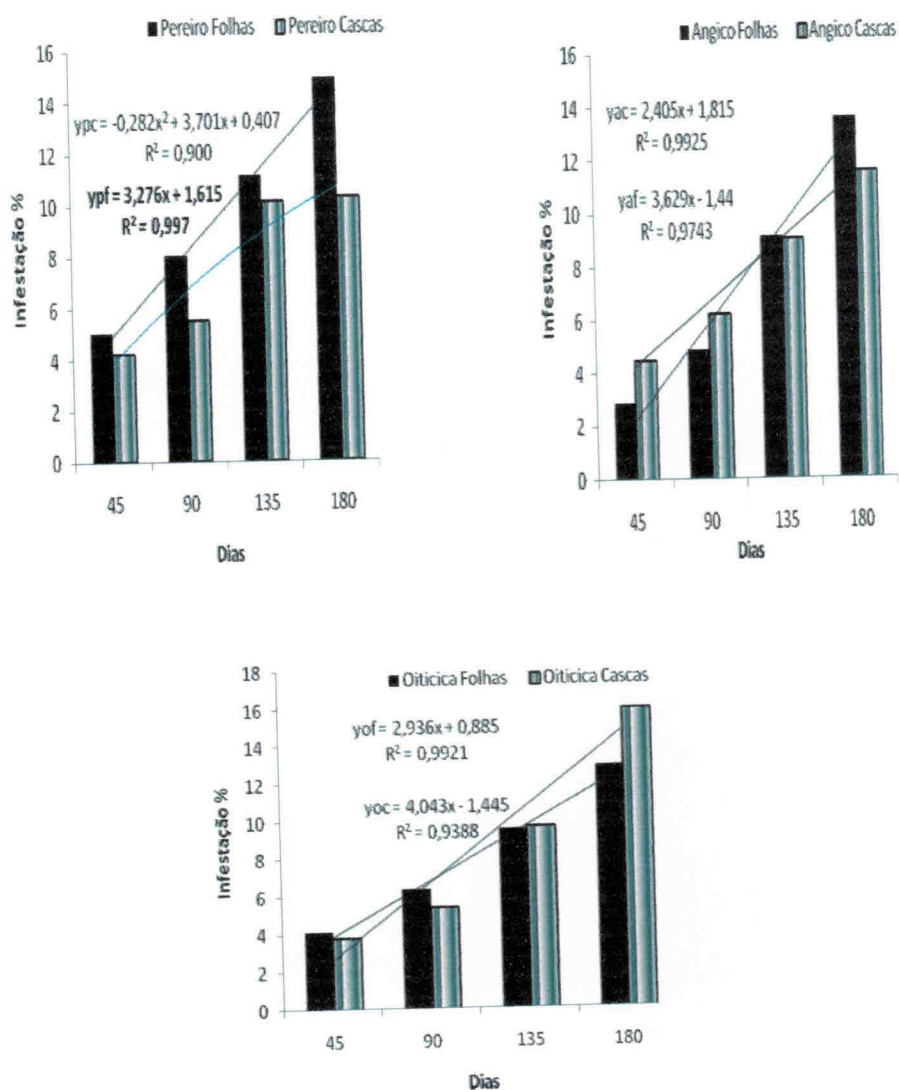 Pereiro Folhas Pereiro Cascas
16
14
12
10
8
6
4
2
0
Infestação %
ypc = -0,282x² + 3,701x + 0,407
R² = 0,900
ypf = 3,276x + 1,615
R² = 0,997
45 90 135 180
Dias
Angico Folhas Angico Cascas
16
14
12
10
8
6
4
2
0
Infestação %
yac = 2,405x + 1,815
R² = 0,9925
yaf = 3,629x - 1,44
R² = 0,9743
45 90 135 180
Dias
Oiticica Folhas Oiticica Cascas
18
16
14
12
10
8
6
4
2
0
Infestação %
yof = 2,936x + 0,885
R² = 0,9921
yoc = 4,043x - 1,445
R² = 0,9388
45 90 135 180
Dias